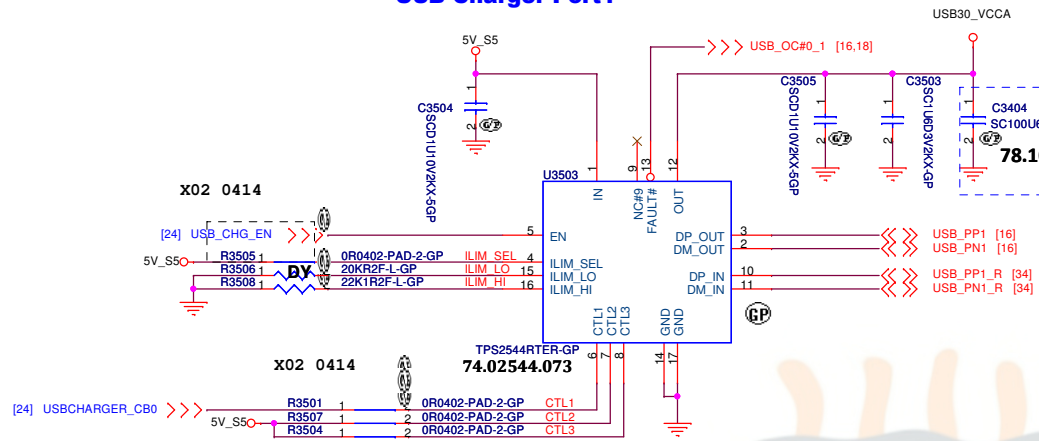 USB30_VCCA
5V_S5
USB_OC#0_1 [16,18]
C3504
SCD1U10V2KX-5GP
1
2
G/P
C3505
SCD1U10V2KX-5GP
1
2
G/P
C3503
SC1U6D3V2KX-GP
1
2
C3404
SC100U6
78.1
1
2
G/P
X02 0414
U3503
1
9
13
12
IN
NC#9
FAULT#
OUT
[24] USB_CHG_EN
5
EN
5V_S5
R3505
1
0R0402-PAD-2-GP
ILIM_SEL
4
ILIM_SEL
R3506
1
DY
20KR2F-L-GP
ILIM_LO
15
ILIM_LO
R3508
1
22K1R2F-L-GP
ILIM_HI
16
ILIM_HI
DP_OUT
3
USB_PP1 [16]
DM_OUT
2
USB_PN1 [16]
DP_IN
10
USB_PP1_R [34]
DM_IN
11
USB_PN1_R [34]
GP
CTL1
CTL2
CTL3
GND
GND
6
7
8
14
17
TPS2544RTER-GP
74.02544.073
X02 0414
[24] USBCHARGER_CB0
R3501
1
0R0402-PAD-2-GP
CTL1
5V_S5
R3507
1
2
0R0402-PAD-2-GP
CTL2
R3504
1
2
0R0402-PAD-2-GP
CTL3